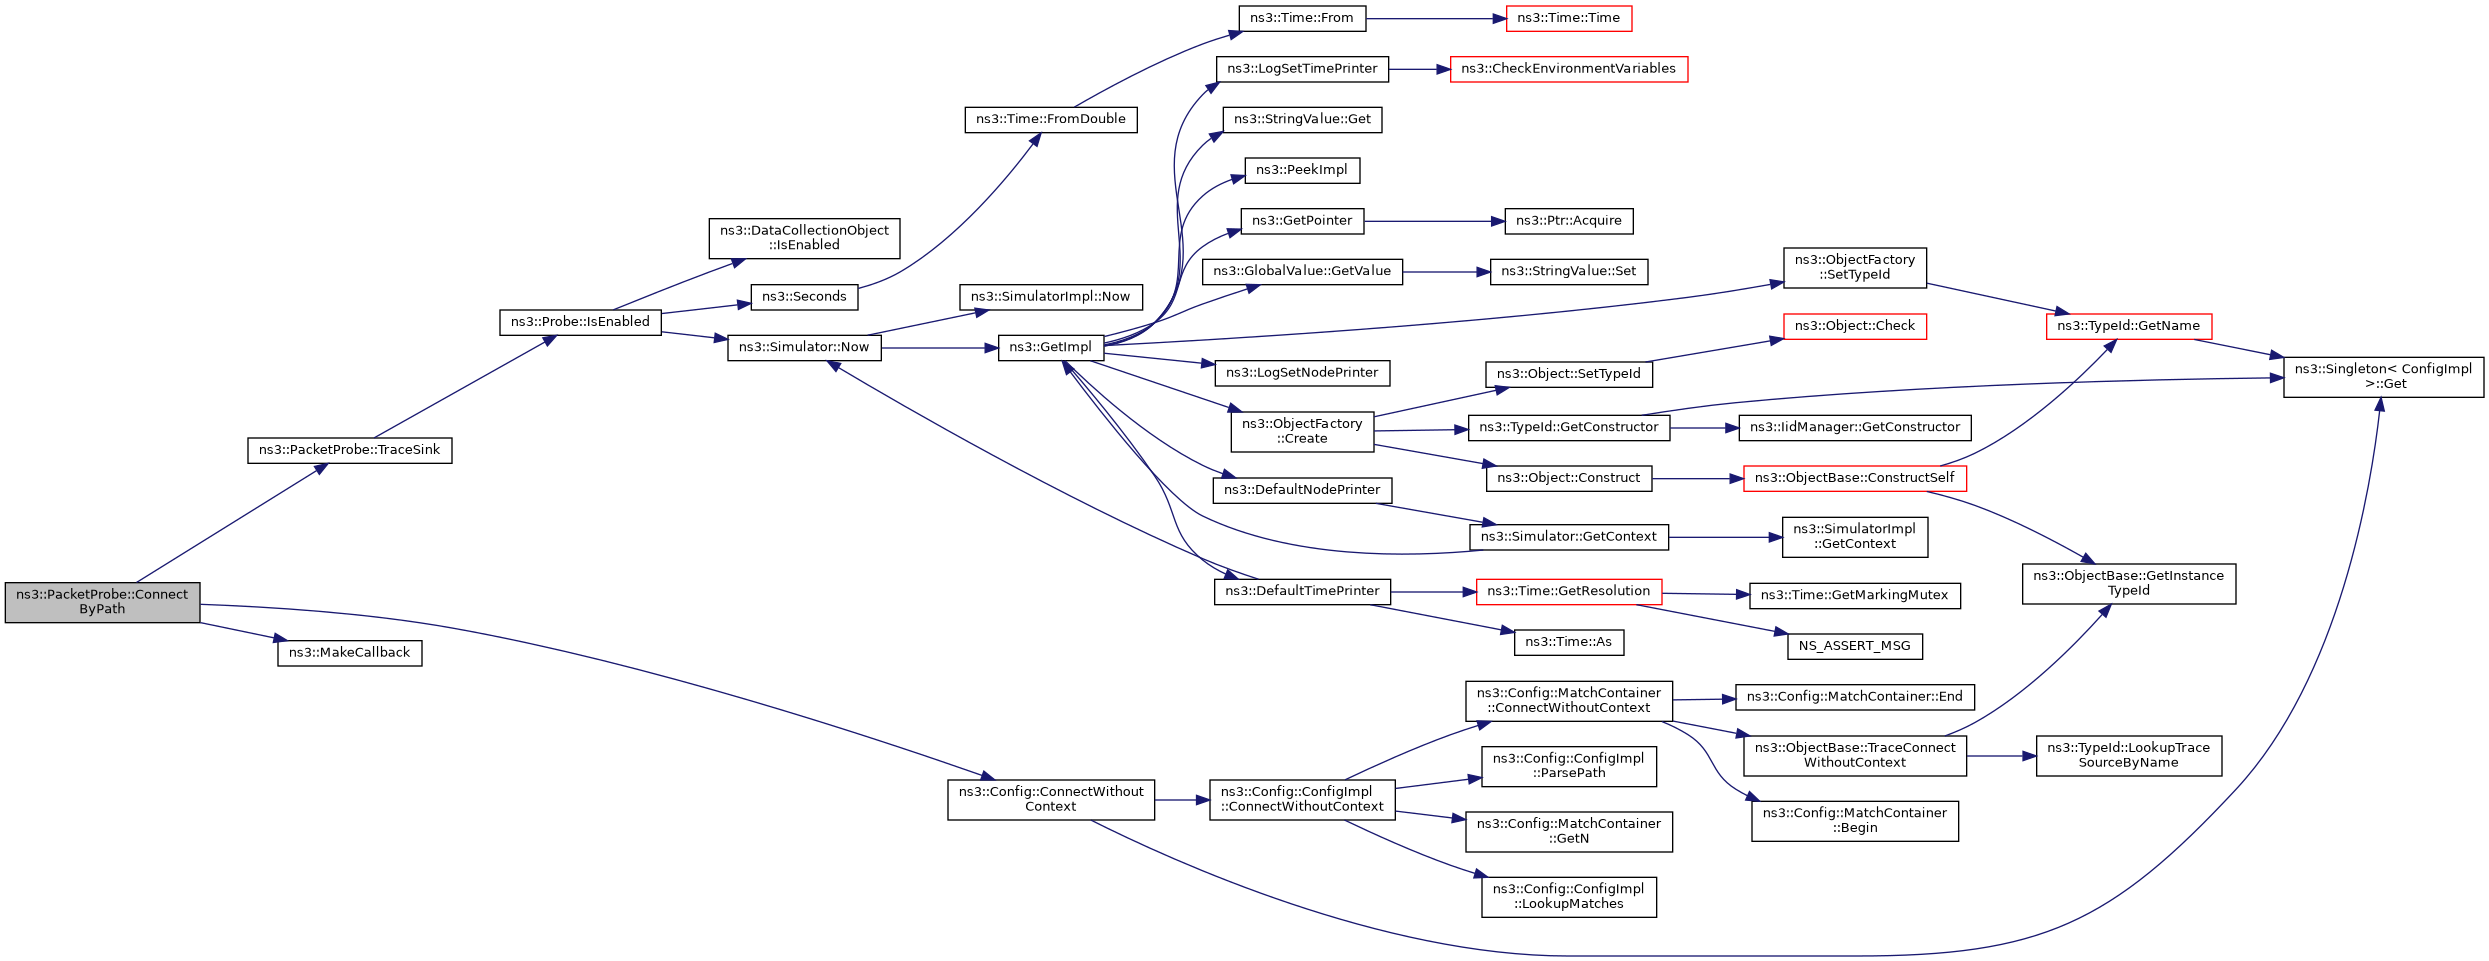 ns3::Time::From
ns3::Time::Time
ns3::LogSetTimePrinter
ns3::CheckEnvironmentVariables
ns3::Time::FromDouble
ns3::StringValue::Get
ns3::PeekImpl
ns3::DataCollectionObject
::IsEnabled
ns3::GetPointer
ns3::Ptr::Acquire
ns3::GlobalValue::GetValue
ns3::StringValue::Set
ns3::ObjectFactory
::SetTypeId
ns3::Seconds
ns3::SimulatorImpl::Now
ns3::Probe::IsEnabled
ns3::Simulator::Now
ns3::GetImpl
ns3::Object::Check
ns3::TypeId::GetName
ns3::LogSetNodePrinter
ns3::Object::SetTypeId
ns3::Singleton< ConfigImpl
>::Get
ns3::ObjectFactory
::Create
ns3::TypeId::GetConstructor
ns3::IidManager::GetConstructor
ns3::PacketProbe::TraceSink
ns3::Object::Construct
ns3::ObjectBase::ConstructSelf
ns3::DefaultNodePrinter
ns3::Simulator::GetContext
ns3::SimulatorImpl
::GetContext
ns3::PacketProbe::Connect
ByPath
ns3::DefaultTimePrinter
ns3::Time::GetResolution
ns3::Time::GetMarkingMutex
ns3::ObjectBase::GetInstance
TypeId
ns3::MakeCallback
ns3::Time::As
NS_ASSERT_MSG
ns3::Config::MatchContainer
::ConnectWithoutContext
ns3::Config::MatchContainer::End
ns3::ObjectBase::TraceConnect
WithoutContext
ns3::TypeId::LookupTrace
SourceByName
ns3::Config::ConfigImpl
::ParsePath
ns3::Config::ConnectWithout
Context
ns3::Config::ConfigImpl
::ConnectWithoutContext
ns3::Config::MatchContainer
::Begin
ns3::Config::MatchContainer
::GetN
ns3::Config::ConfigImpl
::LookupMatches